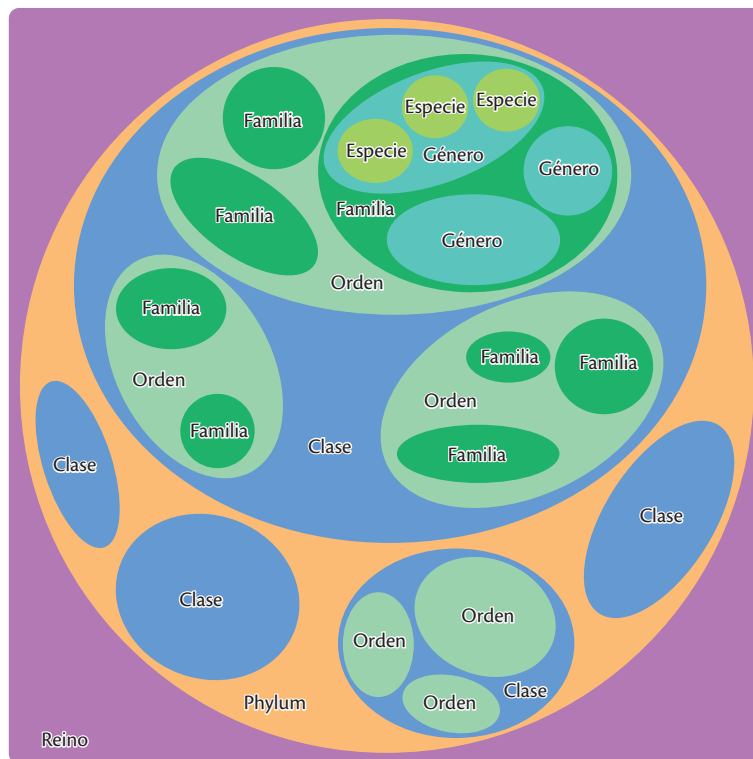 Familia
Especie
Especie
Especie
Género
Género
Familia
Familia
Género
Orden
Familia
Orden
Familia
Familia
Familia
Orden
Familia
Clase
Clase
Clase
Clase
Orden
Orden
Orden
Clase
Phylum
Reino